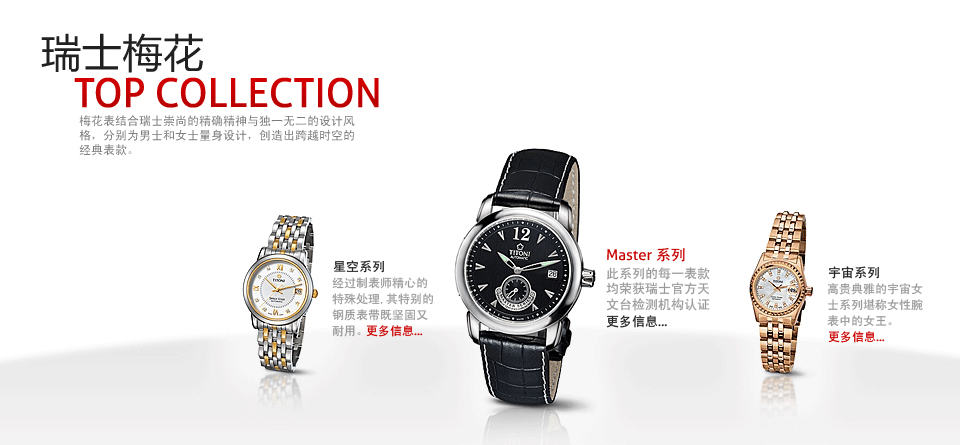 瑞士梅花
TOP COLLECTION
梅花表结合瑞士崇尚的精确精神与独一无二的设计风
格，分别为男士和女士量身设计，创造出跨越时空的
经典表款。
星空系列
经过制表师精心的
特殊处理, 其特别的
钢质表带既坚固又
耐用。更多信息...
12
TITONI
AUTOMATIC
Master 系列
此系列的每一表款
均荣获瑞士官方天
文台检测机构认证
更多信息...
宇宙系列
高贵典雅的宇宙女
士系列堪称女性腕
表中的女王。
更多信息...
TITONI